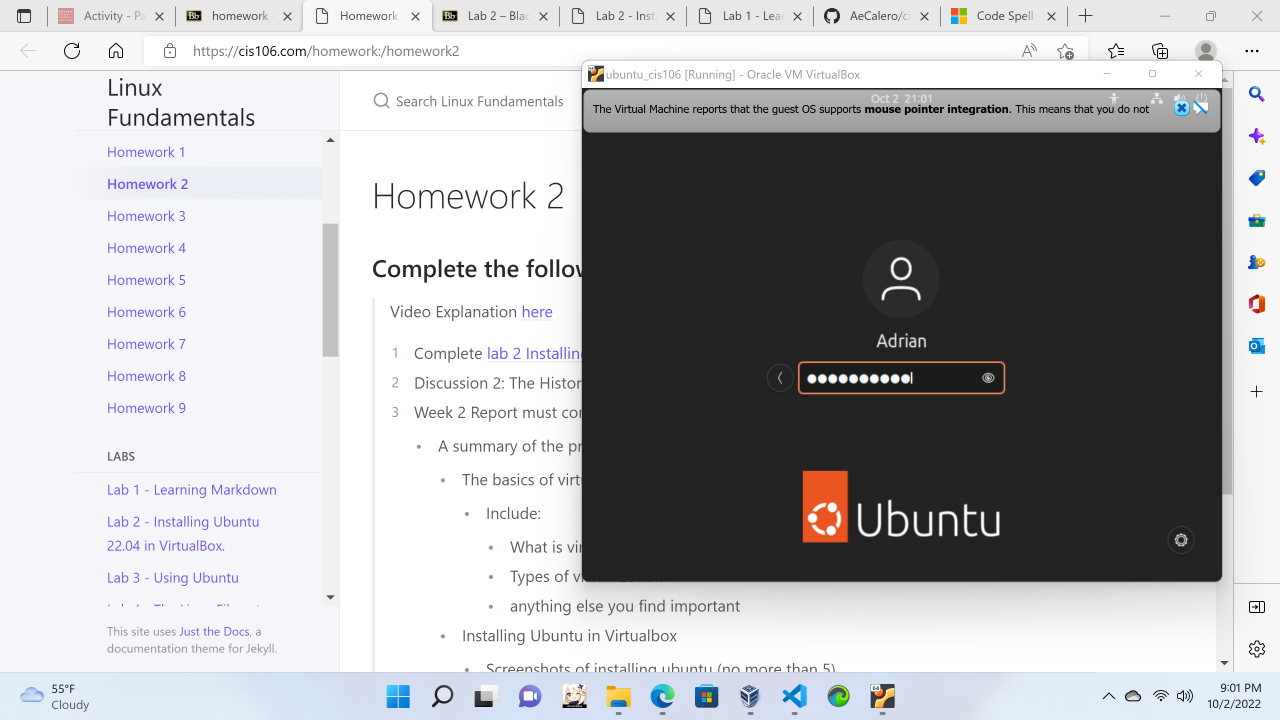 Activity - Pa
homework -
Homework
Lab 2 – Blac
Lab 2 - Inst
Lab 1 - Lear
AeCalero/ci
Code Spell
https://cis106.com/homework:/homework2
Linux
Fundamentals
Search Linux Fundamentals
Homework 1
Homework 2
Homework 3
Homework 4
Homework 5
Homework 6
Homework 7
Homework 8
Homework 9
LABS
Lab 1 - Learning Markdown
Lab 2 - Installing Ubuntu
22.04 in VirtualBox.
Lab 3 - Using Ubuntu
This site uses Just the Docs, a
documentation theme for Jekyll.
Homework 2
Complete the follow
Video Explanation here
1 Complete lab 2 Installing
2 Discussion 2: The Histor
3 Week 2 Report must con
• A summary of the pr
• The basics of virtu
• Include:
• What is vir
• Types of
• anything else you find important
• Installing Ubuntu in Virtualbox
• Screenshots of installing ubuntu (no more than 5)
ubuntu_cis106 [Running] - Oracle VM VirtualBox
Oct 2 21:01
The Virtual Machine reports that the guest OS supports mouse pointer integration. This means that you do not
Adrian
Ubuntu
55°F
Cloudy
9:01 PM
10/2/2022